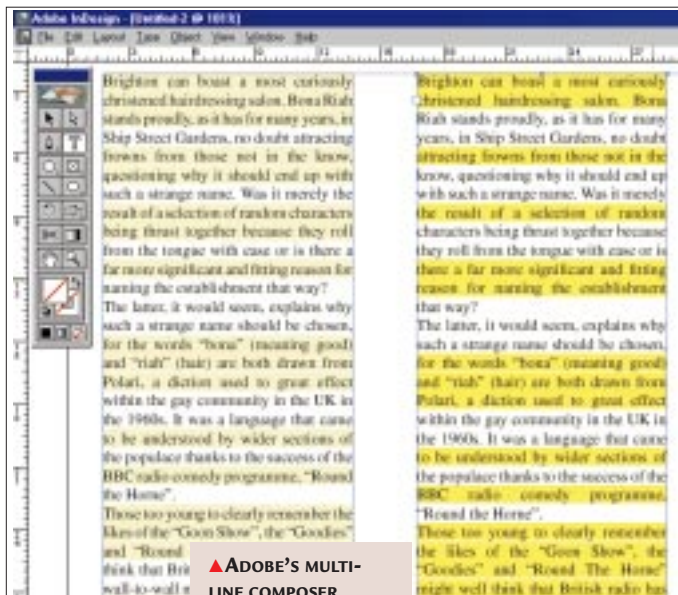 Adobe InDesign - [Untitled-2 @ 101%]
File Edit Layout Type Object View Window Help
Brighton can boast a most curiously
christened hairdressing salon. Bona Riah
stands proudly, as it has for many years, in
Ship Street Gardens, no doubt attracting
frowns from those not in the know,
questioning why it should end up with
such a strange name. Was it merely the
result of a selection of random characters
being thrust together because they roll
from the tongue with ease or is there a
far more significant and fitting reason for
naming the establishment that way?
The latter, it would seem, explains why
such a strange name should be chosen,
for the words "bona" (meaning good)
and "riah" (hair) are both drawn from
Polari, a diction used to great effect
within the gay community in the UK in
the 1960s. It was a language that came
to be understood by wider sections of
the populace thanks to the success of the
BBC radio comedy programme, "Round
the Horne".
Those too young to clearly remember the
likes of the "Goon Show", the "Goodies"
and "Round
think that Brit
wall-to-wall
Brighton can boast a most curiously
christened hairdressing salon. Bona
Riah stands proudly, as it has for many
years, in Ship Street Gardens, no doubt
attracting frowns from those not in the
know, questioning why it should end up
with such a strange name. Was it merely
the result of a selection of random
characters being thrust together because
they roll from the tongue with ease or is
there a far more significant and fitting
reason for naming the establishment
that way?
The latter, it would seem, explains why
such a strange name should be chosen,
for the words "bona" (meaning good)
and "riah" (hair) are both drawn from
Polari, a diction used to great effect
within the gay community in the UK in
the 1960s. It was a language that came
to be understood by wider sections of
the populace thanks to the success of the
BBC radio comedy programme,
"Round the Horne".
Those too young to clearly remember
the likes of the "Goon Show", the
"Goodies" and "Round The Horne"
might well think that British radio has
▲ADOBE'S MULTI-
LINE COMPOSER